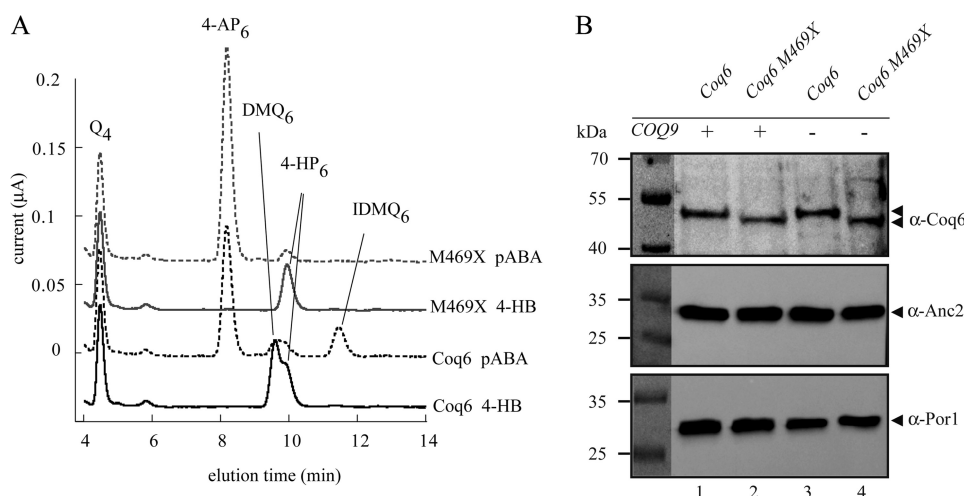 A
4-AP6
0.2
DMQ6
Q4
0.15
4-HP6
IDMQ6
current (μA)
0.1
M469X pABA
0.05
M469X 4-HB
0
Coq6 pABA
Coq6 4-HB
4 6 8 10 12 14
elution time (min)
B
Coq6 Coq6 M469X Coq6 Coq6 M469X
kDa COQ9 + + - -
70
55
α-Coq6
40
35
α-Anc2
25
35
α-Por1
25
1 2 3 4